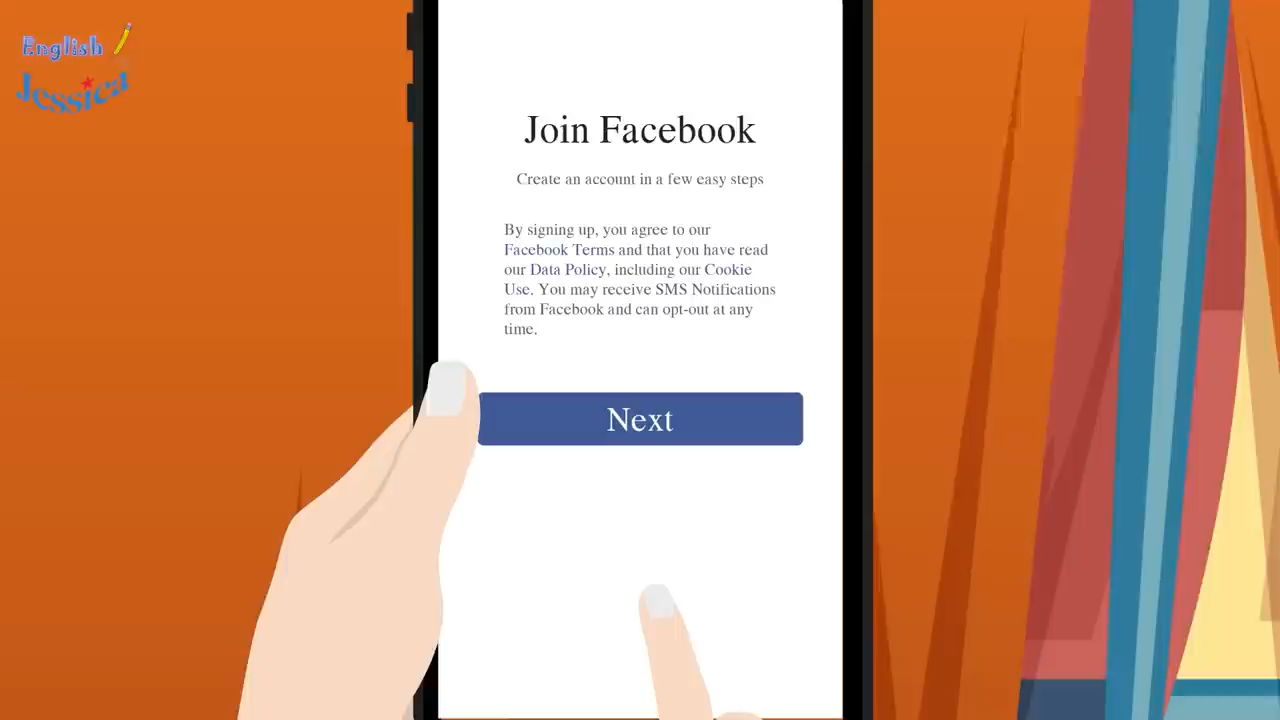 English
Jessica
Join Facebook
Create an account in a few easy steps
By signing up, you agree to our
Facebook Terms and that you have read
our Data Policy, including our Cookie
Use. You may receive SMS Notifications
from Facebook and can opt-out at any
time.
Next